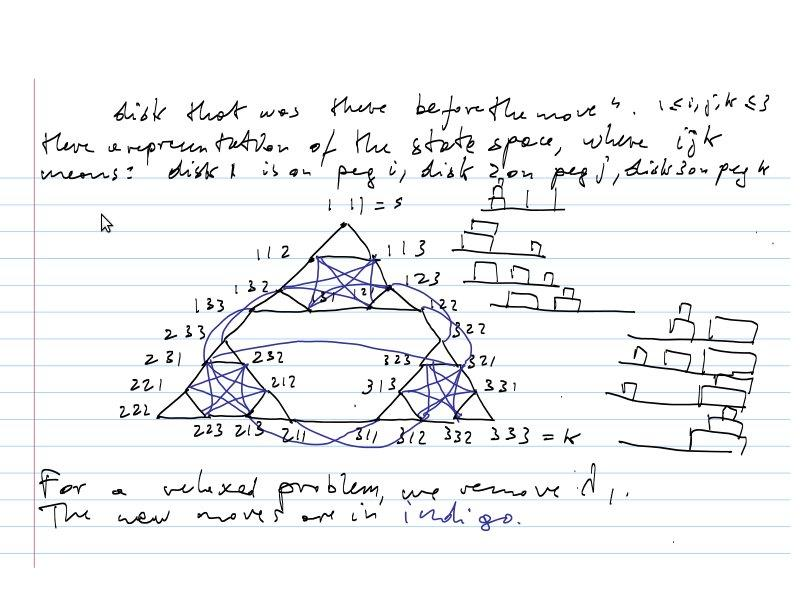 disk that was there before the move". 1 ≤ i, j, k ≤ 3
Here a representation of the state space, where ijk
means: disk 1 is on peg i, disk 2 on peg j, disk 3 on peg k
111 = s
112 113
132 131 121 123
133 122
233 322
231 232 323 321
221 212 313 331
222 223 213 211 311 312 332 333 = k
For a relaxed problem, we remove d1.
The new moves are in indigo.